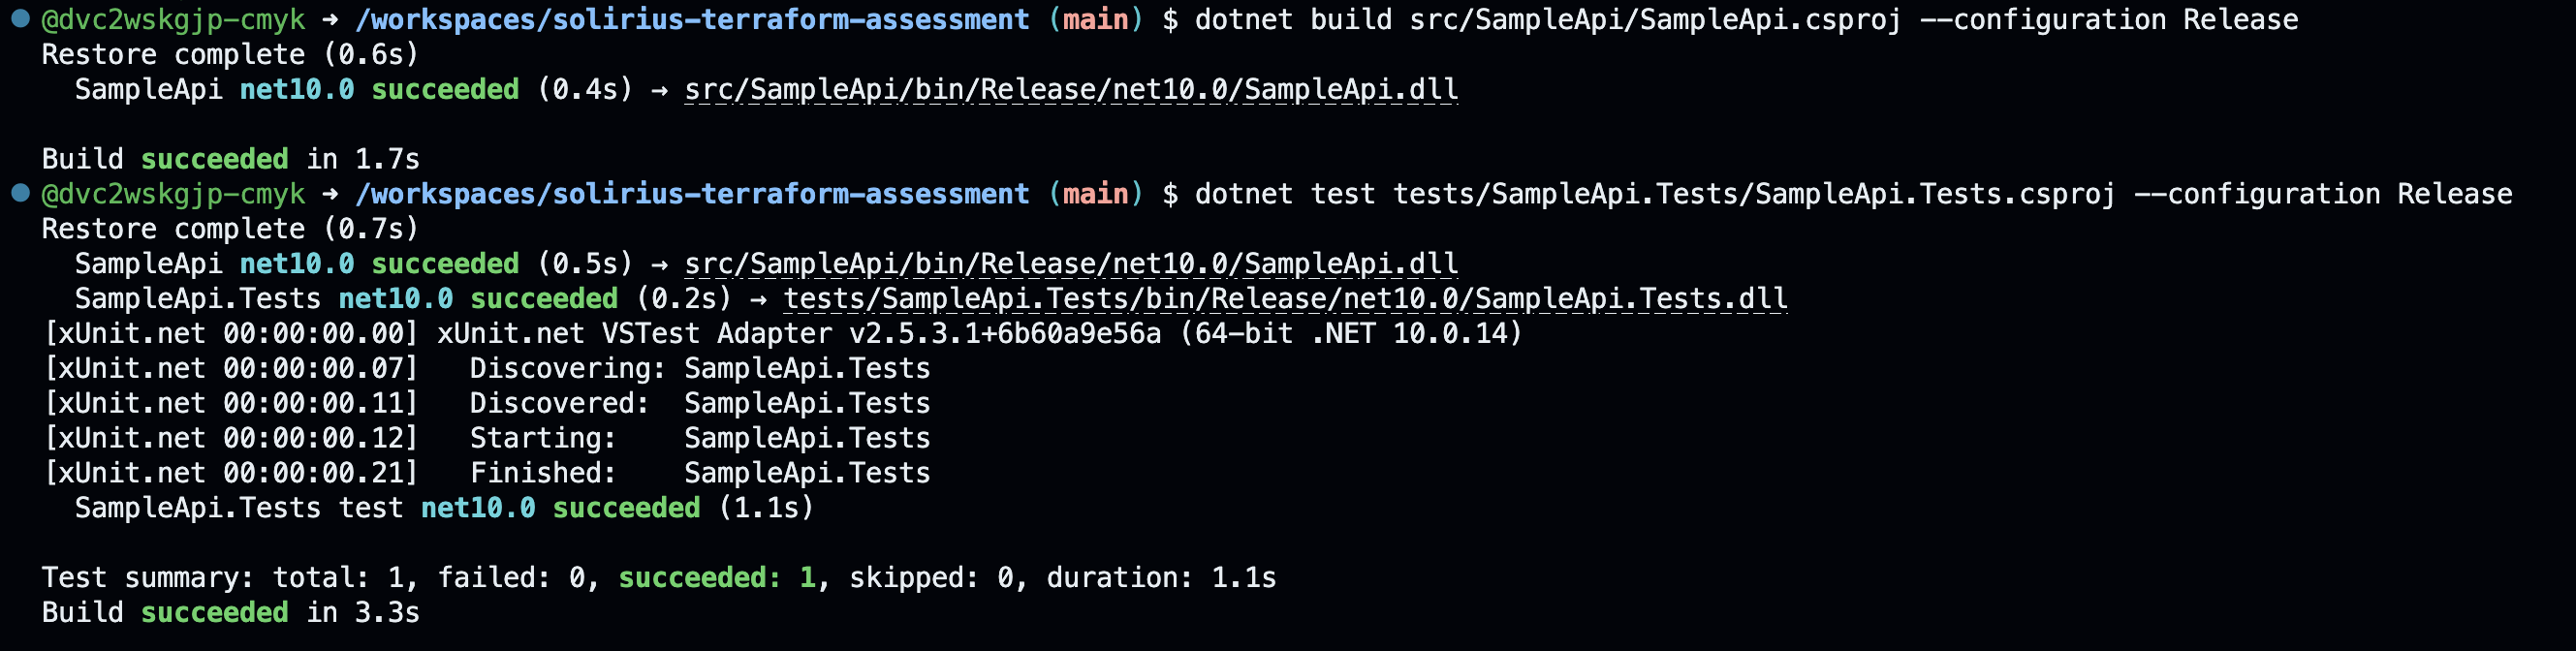 @dvc2wskgjp-cmyk → /workspaces/solirius-terraform-assessment (main) $ dotnet build src/SampleApi/SampleApi.csproj --configuration Release
Restore complete (0.6s)
  SampleApi net10.0 succeeded (0.4s) → src/SampleApi/bin/Release/net10.0/SampleApi.dll

Build succeeded in 1.7s
@dvc2wskgjp-cmyk → /workspaces/solirius-terraform-assessment (main) $ dotnet test tests/SampleApi.Tests/SampleApi.Tests.csproj --configuration Release
Restore complete (0.7s)
  SampleApi net10.0 succeeded (0.5s) → src/SampleApi/bin/Release/net10.0/SampleApi.dll
  SampleApi.Tests net10.0 succeeded (0.2s) → tests/SampleApi.Tests/bin/Release/net10.0/SampleApi.Tests.dll
[xUnit.net 00:00:00.00] xUnit.net VSTest Adapter v2.5.3.1+6b60a9e56a (64-bit .NET 10.0.14)
[xUnit.net 00:00:00.07]   Discovering: SampleApi.Tests
[xUnit.net 00:00:00.11]   Discovered:  SampleApi.Tests
[xUnit.net 00:00:00.12]   Starting:    SampleApi.Tests
[xUnit.net 00:00:00.21]   Finished:    SampleApi.Tests
  SampleApi.Tests test net10.0 succeeded (1.1s)

Test summary: total: 1, failed: 0, succeeded: 1, skipped: 0, duration: 1.1s
Build succeeded in 3.3s